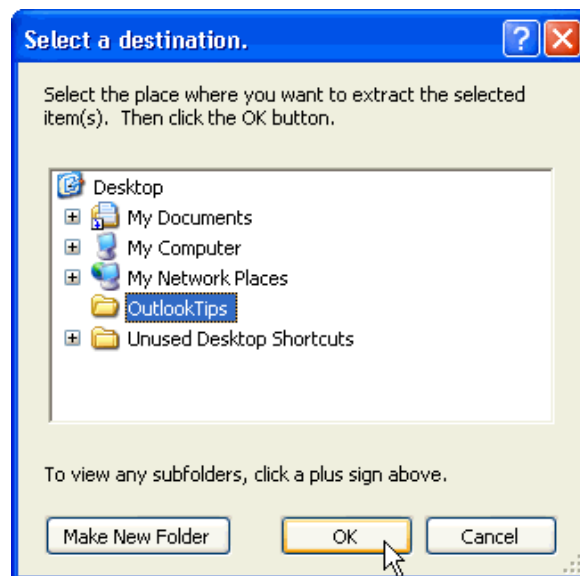 Select a destination.
Select the place where you want to extract the selected
item(s). Then click the OK button.
Desktop
My Documents
My Computer
My Network Places
OutlookTips
Unused Desktop Shortcuts
To view any subfolders, click a plus sign above.
Make New Folder OK Cancel